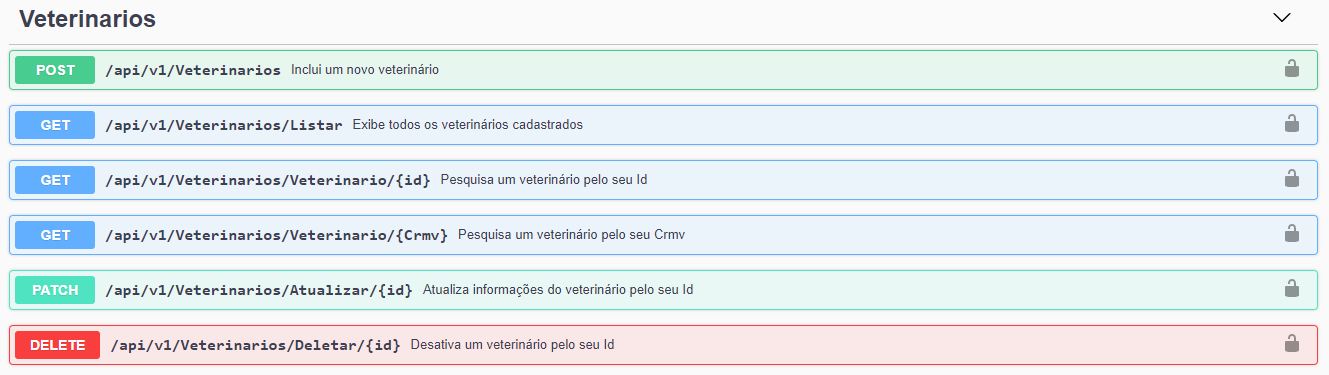 Veterinarios
POST /api/v1/Veterinarios Inclui um novo veterinário
GET /api/v1/Veterinarios/Listar Exibe todos os veterinários cadastrados
GET /api/v1/Veterinarios/Veterinario/{id} Pesquisa um veterinário pelo seu Id
GET /api/v1/Veterinarios/Veterinario/{Crmv} Pesquisa um veterinário pelo seu Crmv
PATCH /api/v1/Veterinarios/Atualizar/{id} Atualiza informações do veterinário pelo seu Id
DELETE /api/v1/Veterinarios/Deletar/{id} Desativa um veterinário pelo seu Id